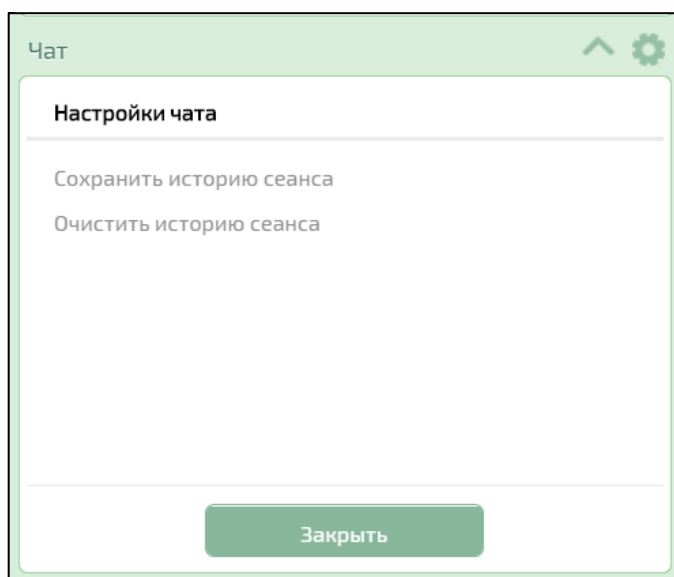 Чат
Настройки чата
Сохранить историю сеанса
Очистить историю сеанса
Закрыть